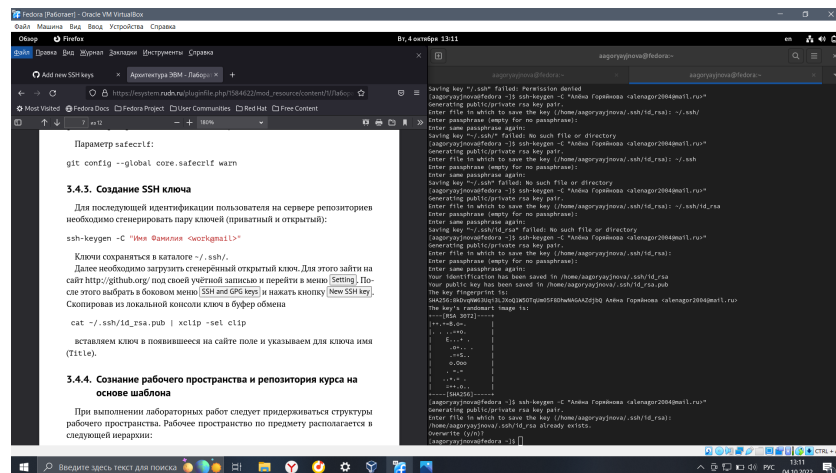 Fedora [Работает] - Oracle VM VirtualBox
Файл Машина Вид Ввод Устройства Справка
Обзор Firefox Вт, 4 октября 13:11 en
Файл Правка Вид Журнал Закладки Инструменты Справка
Add new SSH keys × Архитектура ЭВМ - Лабора × +
https://esystem.rudn.ru/pluginfile.php/1584622/mod_resource/content/1/Лабор
Most Visited Fedora Docs Fedora Project User Communities Red Hat Free Content
7 из 12 180%
Параметр safecrlf:
git config --global core.safecrlf warn
3.4.3. Создание SSH ключа
Для последующей идентификации пользователя на сервере репозиториев
необходимо сгенерировать пару ключей (приватный и открытый):
ssh-keygen -C "Имя Фамилия <work@mail>"
Ключи сохраняться в каталоге ~/.ssh/.
Далее необходимо загрузить сгенерённый открытый ключ. Для этого зайти на
сайт http://github.org/ под своей учётной записью и перейти в меню Setting . По-
сле этого выбрать в боковом меню SSH and GPG keys и нажать кнопку New SSH key .
Скопировав из локальной консоли ключ в буфер обмена
cat ~/.ssh/id_rsa.pub | xclip -sel clip
вставляем ключ в появившееся на сайте поле и указываем для ключа имя
(Title).
3.4.4. Сознание рабочего пространства и репозитория курса на
основе шаблона
При выполнении лабораторных работ следует придерживаться структуры
рабочего пространства. Рабочее пространство по предмету располагается в
следующей иерархии:
aagoryayjnova@fedora:~
aagoryayjnova@fedora:~ × aagoryayjnova@fedora:~ ×
Saving key "/.ssh" failed: Permission denied
[aagoryayjnova@fedora ~]$ ssh-keygen -C "Алёна Горяйнова <alenagor2004@mail.ru>"
Generating public/private rsa key pair.
Enter file in which to save the key (/home/aagoryayjnova/.ssh/id_rsa): ~/.ssh/
Enter passphrase (empty for no passphrase):
Enter same passphrase again:
Saving key "~/.ssh/" failed: No such file or directory
[aagoryayjnova@fedora ~]$ ssh-keygen -C "Алёна Горяйнова <alenagor2004@mail.ru>"
Generating public/private rsa key pair.
Enter file in which to save the key (/home/aagoryayjnova/.ssh/id_rsa): ~/.ssh
Enter passphrase (empty for no passphrase):
Enter same passphrase again:
Saving key "~/.ssh" failed: No such file or directory
[aagoryayjnova@fedora ~]$ ssh-keygen -C "Алёна Горяйнова <alenagor2004@mail.ru>"
Generating public/private rsa key pair.
Enter file in which to save the key (/home/aagoryayjnova/.ssh/id_rsa): ~/.ssh/id_rsa
Enter passphrase (empty for no passphrase):
Enter same passphrase again:
Saving key "~/.ssh/id_rsa" failed: No such file or directory
[aagoryayjnova@fedora ~]$ ssh-keygen -C "Алёна Горяйнова <alenagor2004@mail.ru>"
Generating public/private rsa key pair.
Enter file in which to save the key (/home/aagoryayjnova/.ssh/id_rsa):
Enter passphrase (empty for no passphrase):
Enter same passphrase again:
Your identification has been saved in /home/aagoryayjnova/.ssh/id_rsa
Your public key has been saved in /home/aagoryayjnova/.ssh/id_rsa.pub
The key fingerprint is:
Алёна Горяйнова <alenagor2004@mail.ru>
The key's randomart image is:
+---[RSA 3072]----+
+----[SHA256]-----+
[aagoryayjnova@fedora ~]$ ssh-keygen -C "Алёна Горяйнова <alenagor2004@mail.ru>"
Generating public/private rsa key pair.
Enter file in which to save the key (/home/aagoryayjnova/.ssh/id_rsa):
/home/aagoryayjnova/.ssh/id_rsa already exists.
Overwrite (y/n)?
[aagoryayjnova@fedora ~]$
CTRL
Введите здесь текст для поиска
РУС 13:11
04.10.2022